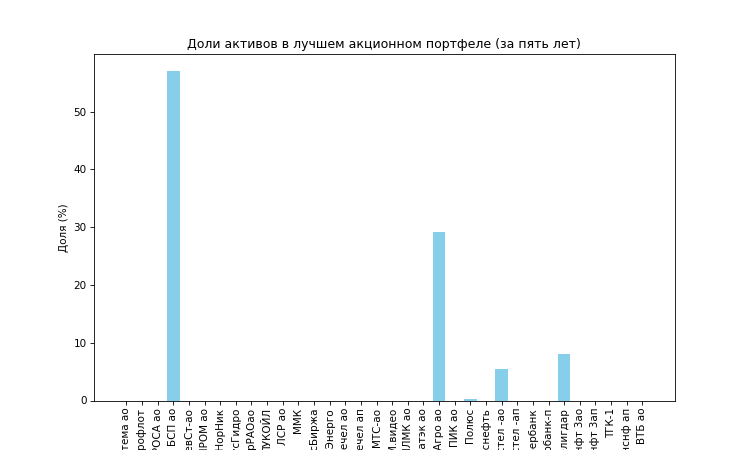 Доли активов в лучшем акционном портфеле (за пять лет)
Доля (%)
50
40
30
20
10
0
тема ао
рофлот
РОСА ао
БСП ао
евСт-ао
ПРОМ ао
НорНик
сГидро
рРАОао
ЛУКОЙЛ
ЛСР ао
ММК
сБиржа
Энерго
ечел ао
ечел ап
МТС-ао
М.видео
ЛМК ао
атэк ао
Агро ао
ПИК ао
Полюс
снефть
стел -ао
стел -ап
ербанк
рбанк-п
лигдар
нфт 3ао
нфт 3ап
ТГК-1
нснф ап
ВТБ ао